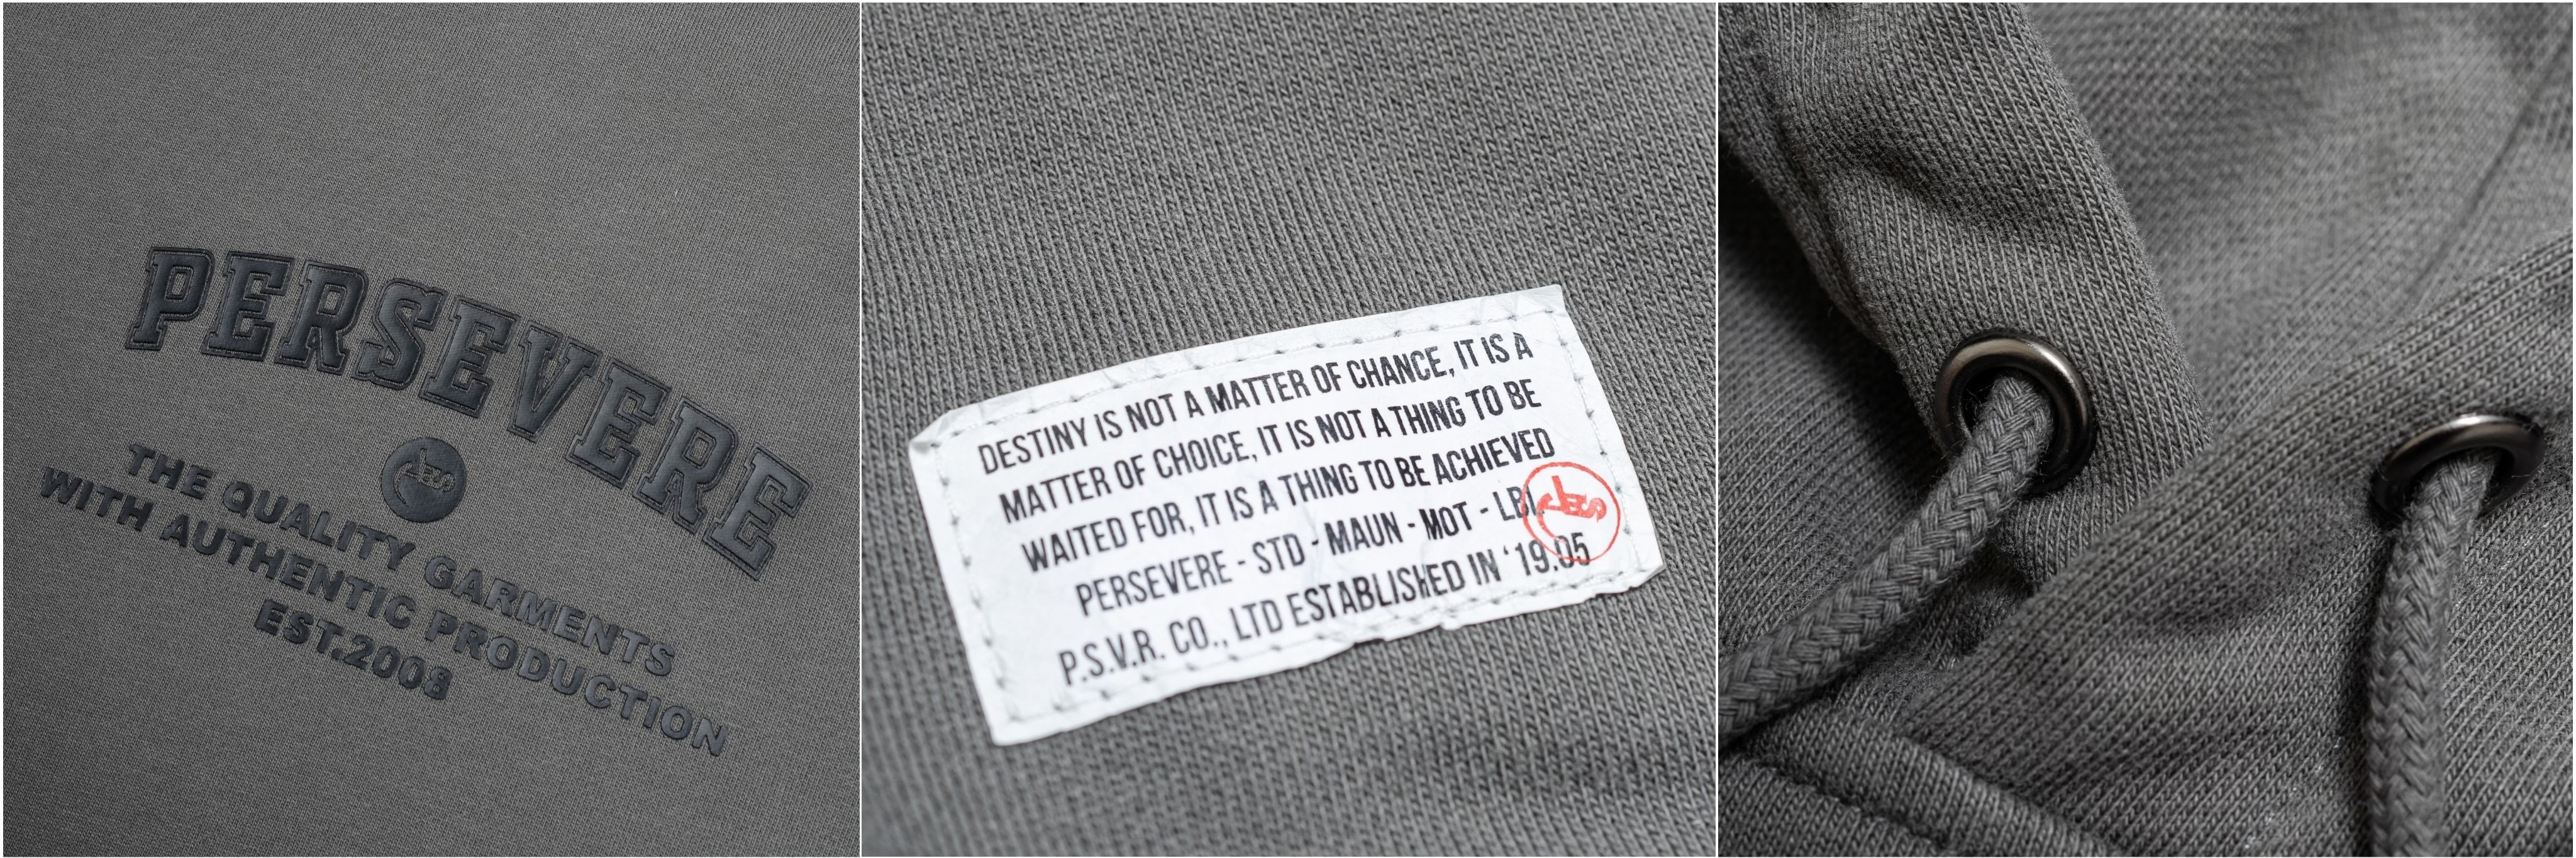 PERSEVERE
THE QUALITY GARMENTS
WITH AUTHENTIC PRODUCTION
EST.2008
DESTINY IS NOT A MATTER OF CHANCE, IT IS A
MATTER OF CHOICE, IT IS NOT A THING TO BE
WAITED FOR, IT IS A THING TO BE ACHIEVED
PERSEVERE - STD - MAUN - MOT - LBL
P.S.V.R. CO., LTD ESTABLISHED IN '19.05